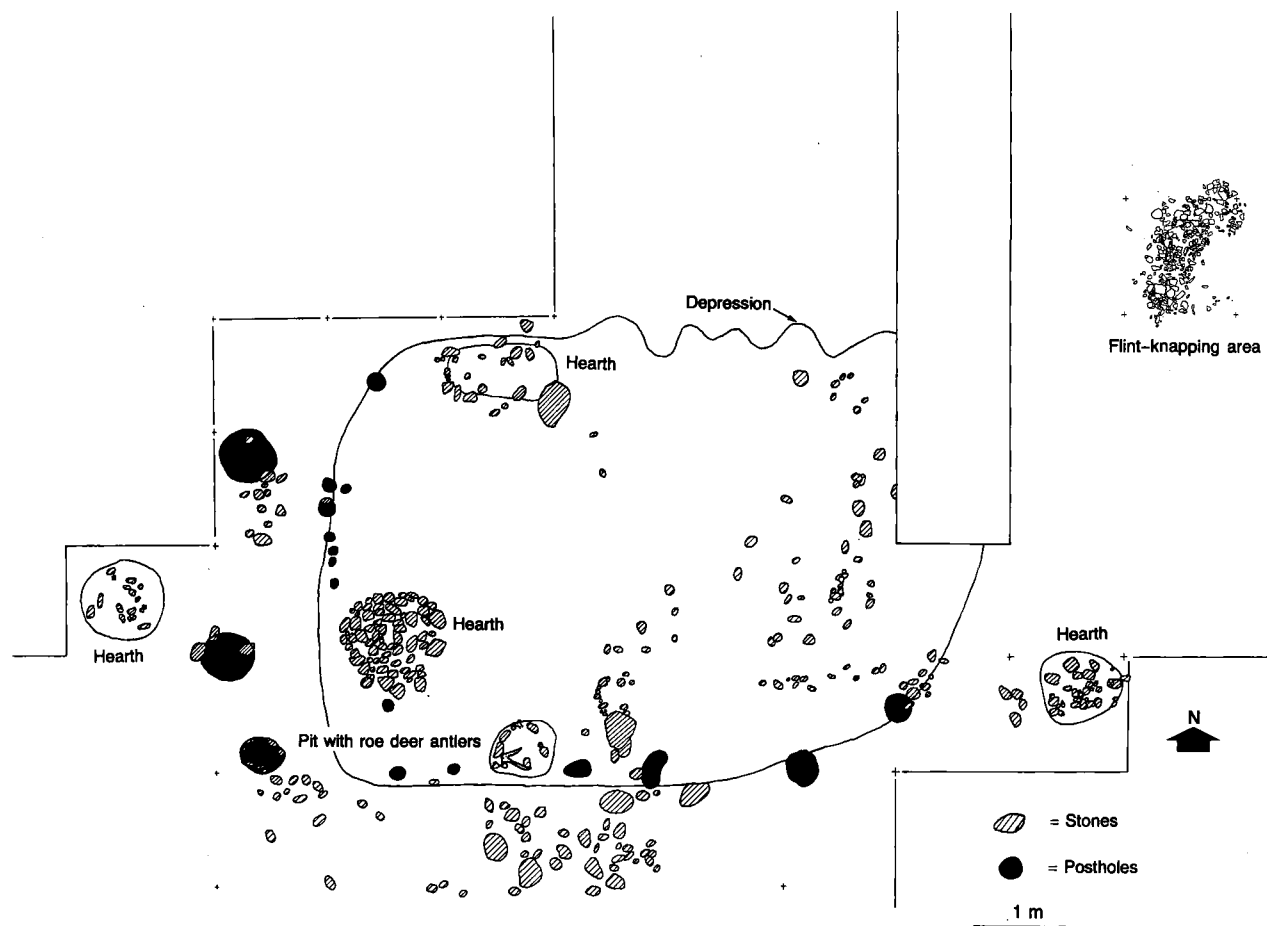 Depression
Flint-knapping area
Hearth
Hearth
Hearth
Hearth
Pit with roe deer antlers
N
= Stones
= Postholes
1 m